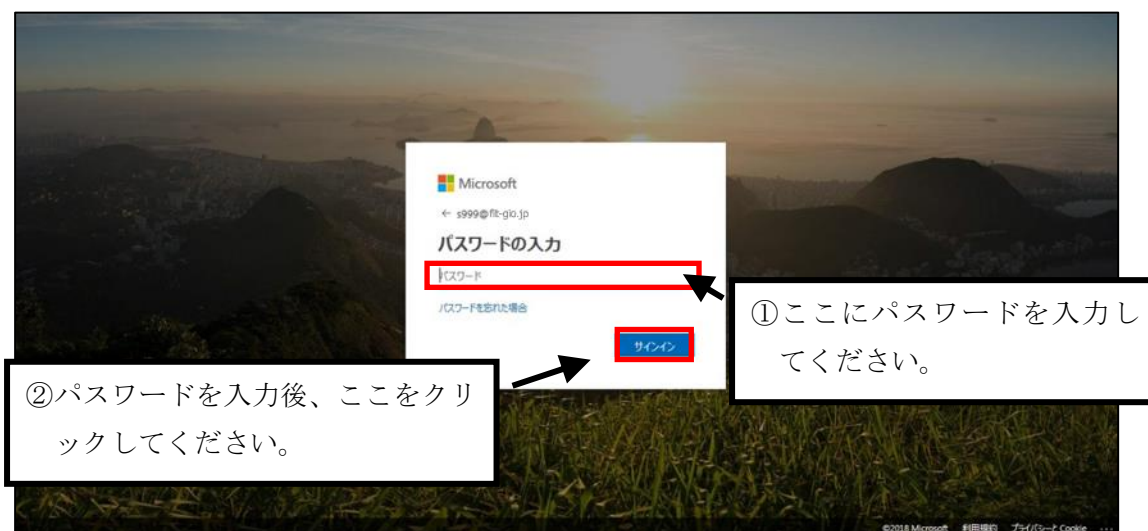 Microsoft
← s999@fit-gio.jp
パスワードの入力
パスワード
パスワードを忘れた場合
サインイン
①ここにパスワードを入力し
てください。
②パスワードを入力後、ここをクリ
ックしてください。
©2018 Microsoft 利用規約 プライバシーと Cookie ...